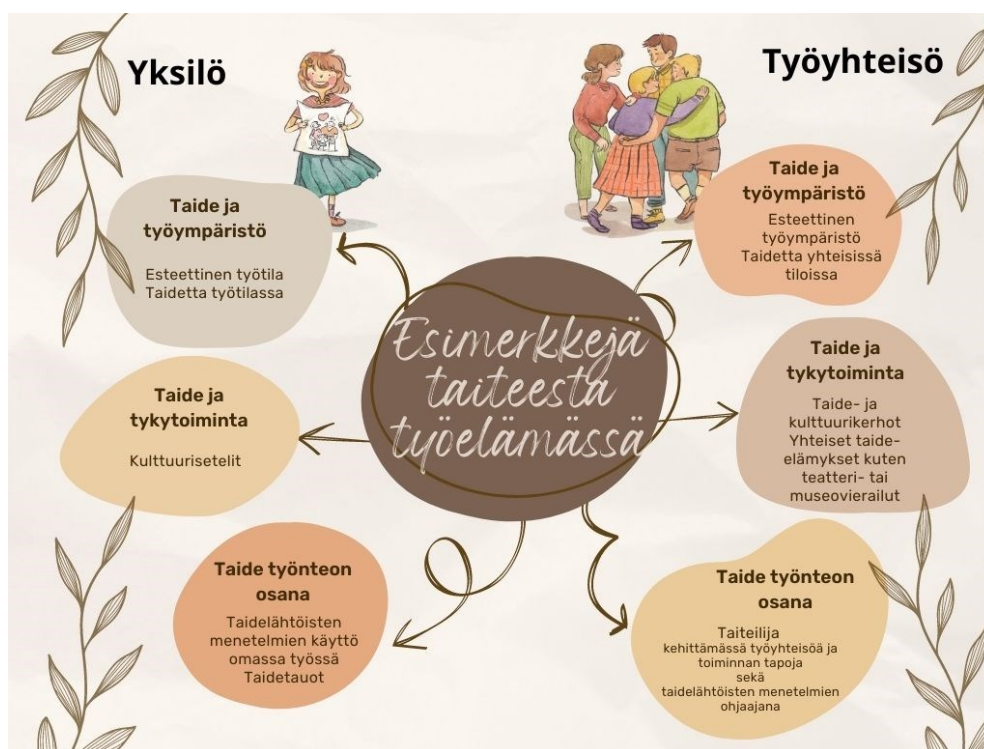 Yksilö
Työyhteisö
Taide ja
työympäristö
Esteettinen työtila
Taidetta työtilassa
Taide ja
työympäristö
Esteettinen
työympäristö
Taidetta yhteisissä
tiloissa
Esimerkkejä
taiteesta
työelämässä
Taide ja
tykytoiminta
Kulttuurisetelit
Taide ja
tykytoiminta
Taide- ja
kulttuurikerhot
Yhteiset taide-
elämykset kuten
teatteri- tai
museovierailut
Taide työnteon
osana
Taidelähtöisten
menetelmien käyttö
omassa työssä
Taidetauot
Taide työnteon
osana
Taiteilija
kehittämässä työyhteisöä ja
toiminnan tapoja
sekä
taidelähtöisten menetelmien
ohjaajana